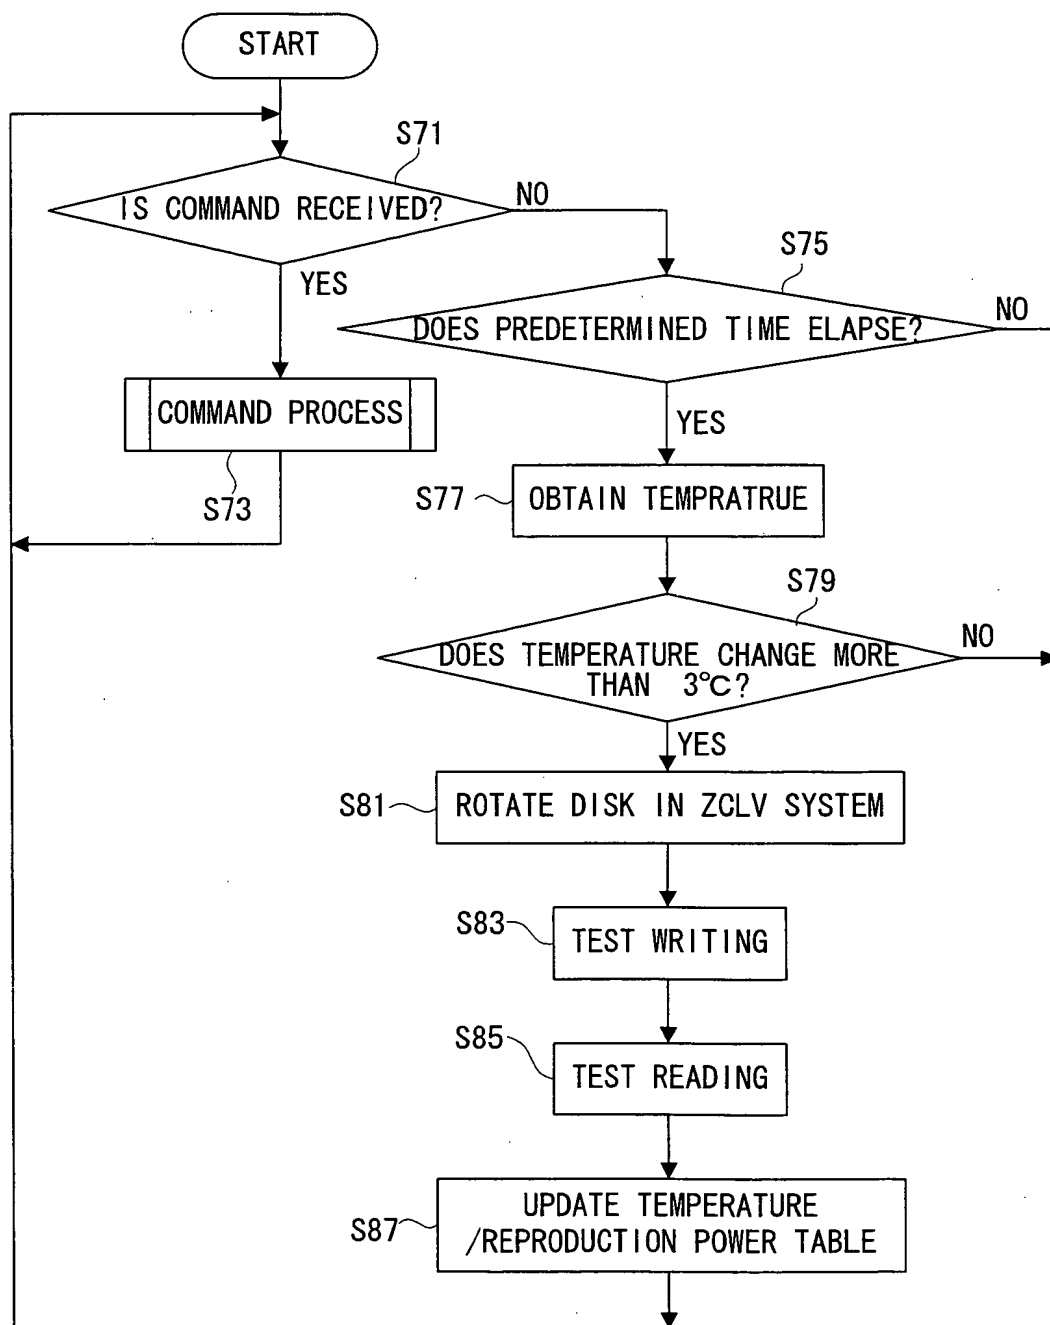 START
S71
IS COMMAND RECEIVED?
NO
YES
S75
DOES PREDETERMINED TIME ELAPSE?
NO
YES
COMMAND PROCESS
S73
S77
OBTAIN TEMPRATRUE
S79
DOES TEMPERATURE CHANGE MORE
THAN 3°C?
NO
YES
S81
ROTATE DISK IN ZCLV SYSTEM
S83
TEST WRITING
S85
TEST READING
S87
UPDATE TEMPERATURE
/REPRODUCTION POWER TABLE